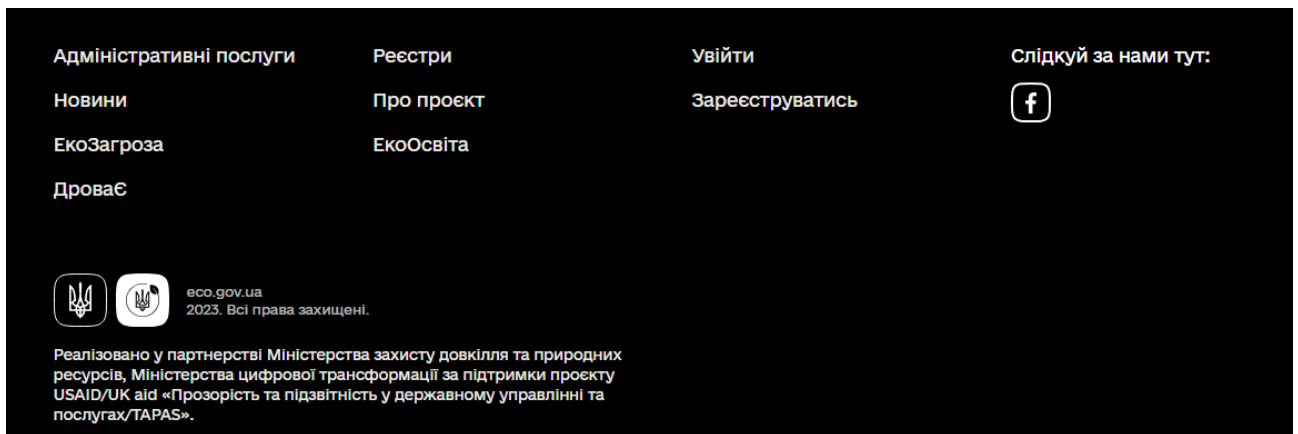 Адміністративні послуги
Новини
ЕкоЗагроза
ДроваЄ
Реєстри
Про проєкт
ЕкоОсвіта
Увійти
Зареєструватись
Слідкуй за нами тут:
eco.gov.ua
2023. Всі права захищені.
Реалізовано у партнерстві Міністерства захисту довкілля та природних
ресурсів, Міністерства цифрової трансформації за підтримки проєкту
USAID/UK aid «Прозорість та підзвітність у державному управлінні та
послугах/TAPAS».